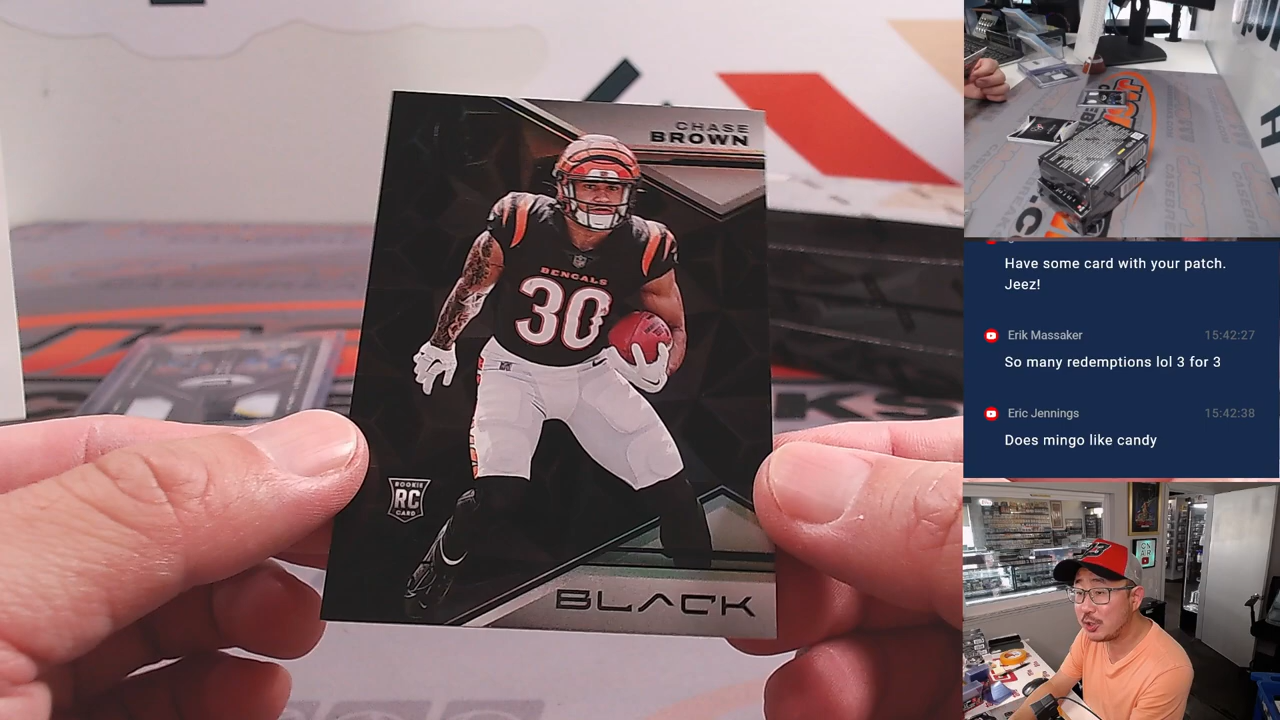 CHASE
BROWN
BENGALS
30
ROOKIE
RC
CARD
BLACK
Have some card with your patch.
Jeez!
Erik Massaker 15:42:27
So many redemptions lol 3 for 3
Eric Jennings 15:42:38
Does mingo like candy